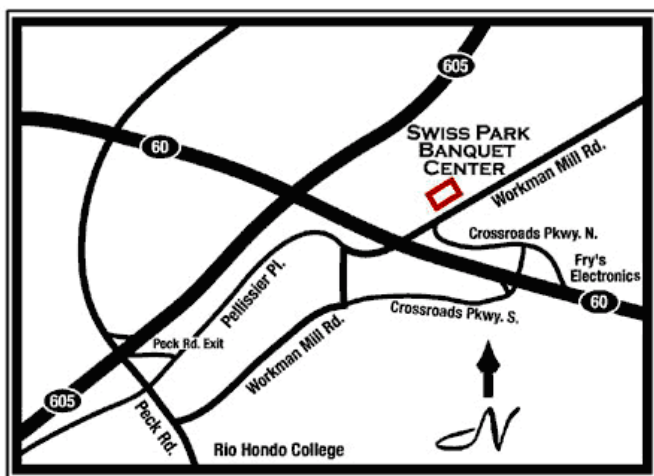 605
60
SWISS PARK
BANQUET
CENTER
Workman Mill Rd.
Crossroads Pkwy. N.
Fry's
Electronics
Pellissier Pl.
60
Crossroads Pkwy. S.
Workman Mill Rd.
Peck Rd. Exit
605
Peck Rd.
Rio Hondo College
N